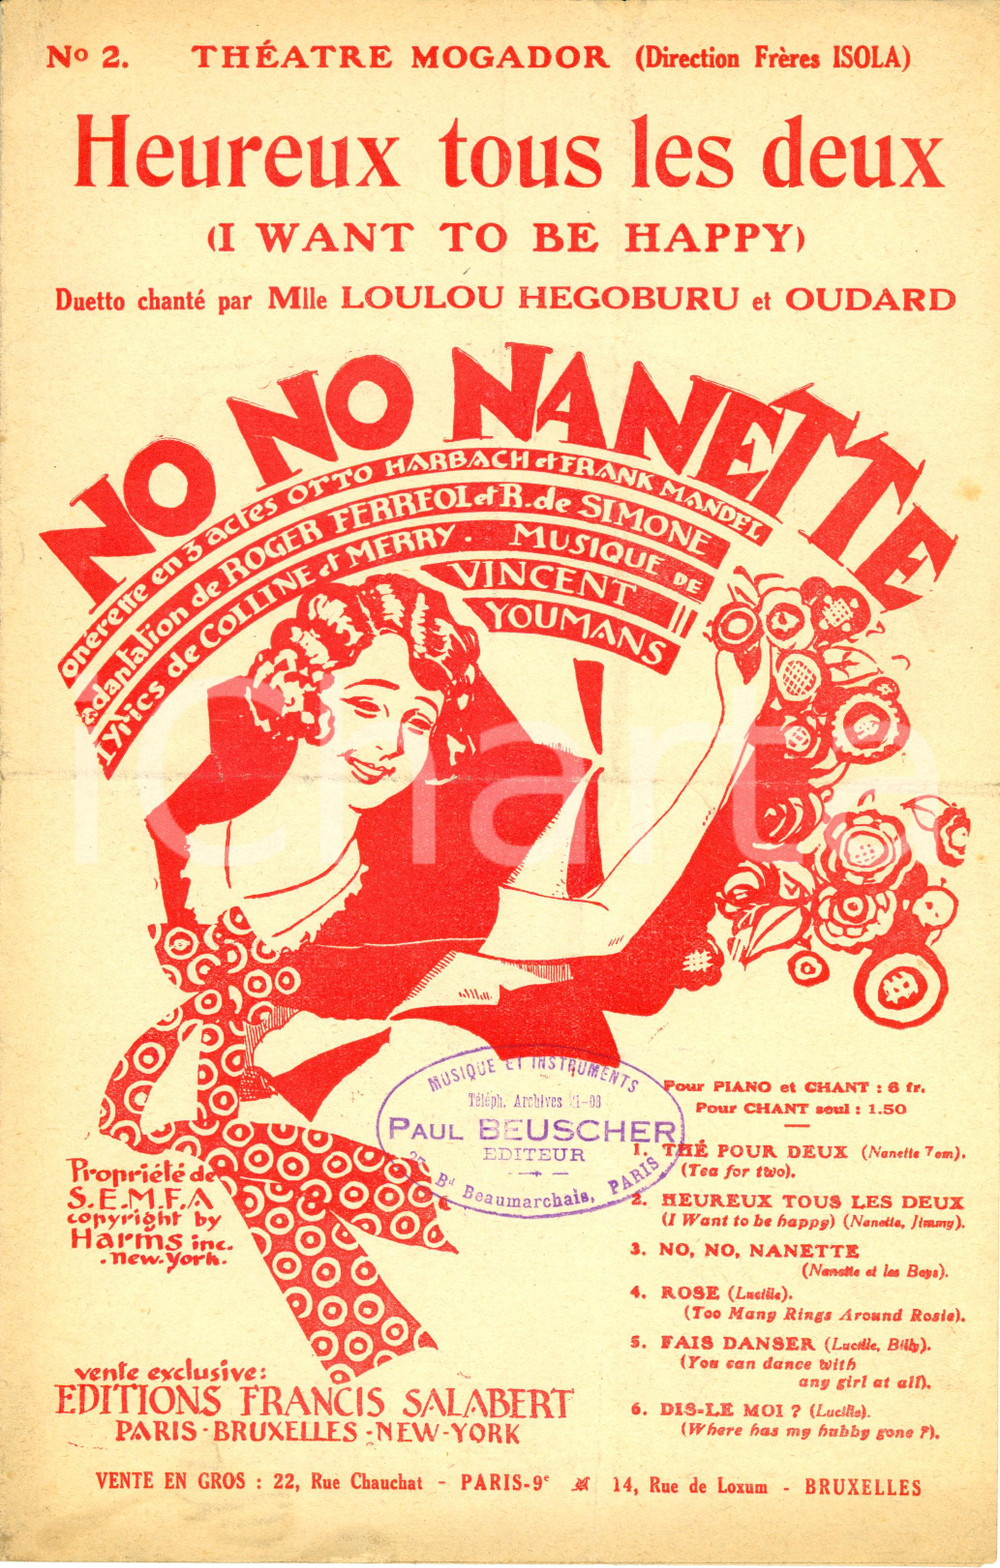 No 2. THÉATRE MOGADOR (Direction Frères ISOLA)
Heureux tous les deux
(I WANT TO BE HAPPY)
Duetto chanté par Mlle LOULOU HEGOBURU et OUDARD
NO NO NANETTE
opérette en 3 actes OTTO HARBACH et FRANK MANDEL
adaptation de ROGER FERREOL et R. de SIMONE
Lyrics de COLLINE et MERRY · MUSIQUE DE
VINCENT
YOUMANS
iCharta
MUSIQUE ET INSTRUMENTS
Téléph. Archives 1-08
PAUL BEUSCHER
EDITEUR
Bd Beaumarchais, PARIS
Pour PIANO et CHANT : 6 fr.
Pour CHANT seul : 1.50
1. THÉ POUR DEUX (Nanette Tom).
(Tea for two).
2. HEUREUX TOUS LES DEUX
(I Want to be happy) (Nanette, Jimmy).
3. NO, NO, NANETTE
(Nanette et les Boys).
4. ROSE (Lucille).
(Too Many Rings Around Rosie).
5. FAIS DANSER (Lucille, Billy).
(You can dance with
any girl at all).
6. DIS-LE MOI ? (Lucille).
(Where has my hubby gone ?).
Propriété de
S.E.M.F.A
copyright by
Harms inc.
.New.York.
vente exclusive:
EDITIONS FRANCIS SALABERT
PARIS-BRUXELLES-NEW-YORK
VENTE EN GROS : 22, Rue Chauchat - PARIS-9e 14, Rue de Loxum - BRUXELLES